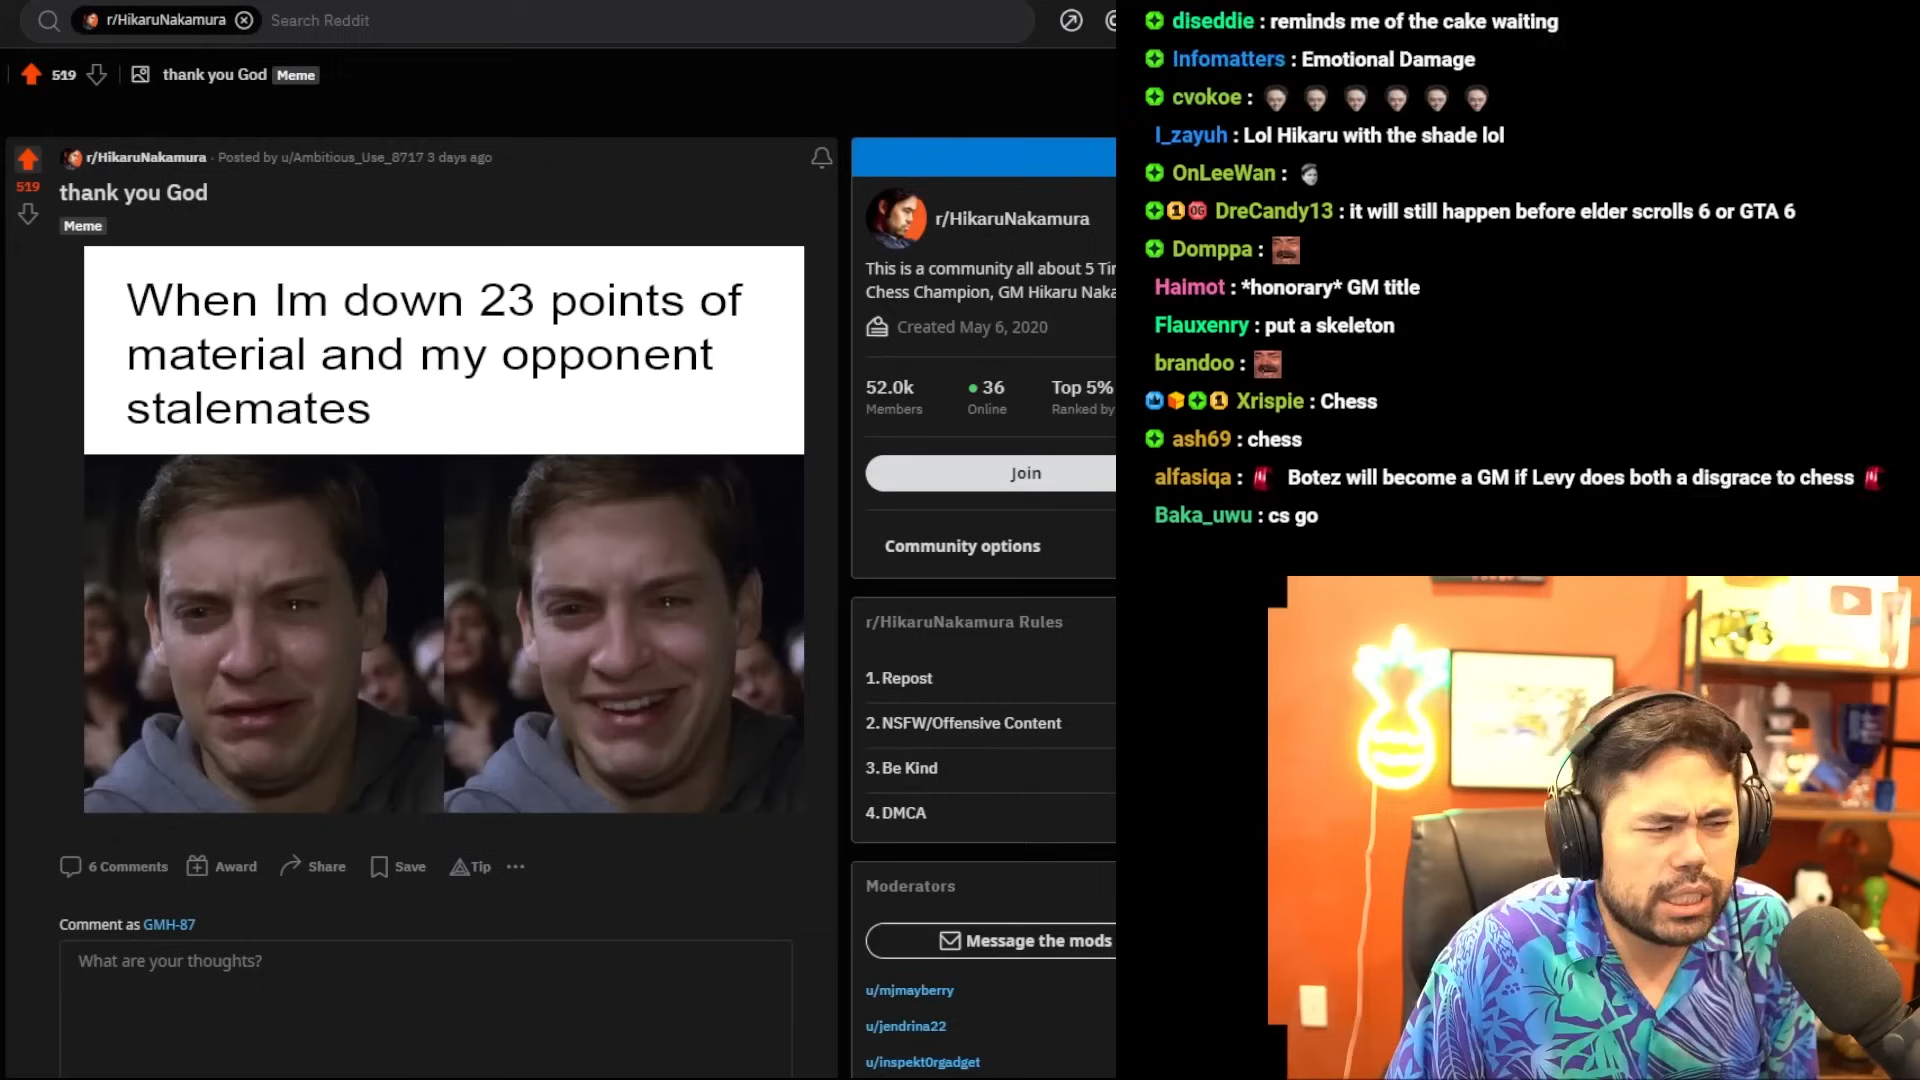 r/HikaruNakamura
Search Reddit
519
thank you God
Meme
r/HikaruNakamura · Posted by u/Ambitious_Use_8717 3 days ago
519
thank you God
Meme
When Im down 23 points of
material and my opponent
stalemates
6 Comments
Award
Share
Save
Tip
Comment as GMH-87
What are your thoughts?
r/HikaruNakamura
This is a community all about 5
Chess Champion, GM Hikaru
Created May 6, 2020
52.0k
36
Top 5%
Members
Online
Ranked by
Join
Community options
r/HikaruNakamura Rules
1. Repost
2. NSFW/Offensive Content
3. Be Kind
4. DMCA
Moderators
Message the mods
u/mjmayberry
u/jendrina22
u/inspekt0rgadget
diseddie : reminds me of the cake waiting
Infomatters : Emotional Damage
cvokoe :
l_zayuh : Lol Hikaru with the shade lol
OnLeeWan :
1 OG DreCandy13 : it will still happen before elder scrolls 6 or GTA 6
Domppa :
Haimot : *honorary* GM title
Flauxenry : put a skeleton
brandoo :
1 Xrispie : Chess
ash69 : chess
alfasiqa : Botez will become a GM if Levy does both a disgrace to chess
Baka_uwu : cs go